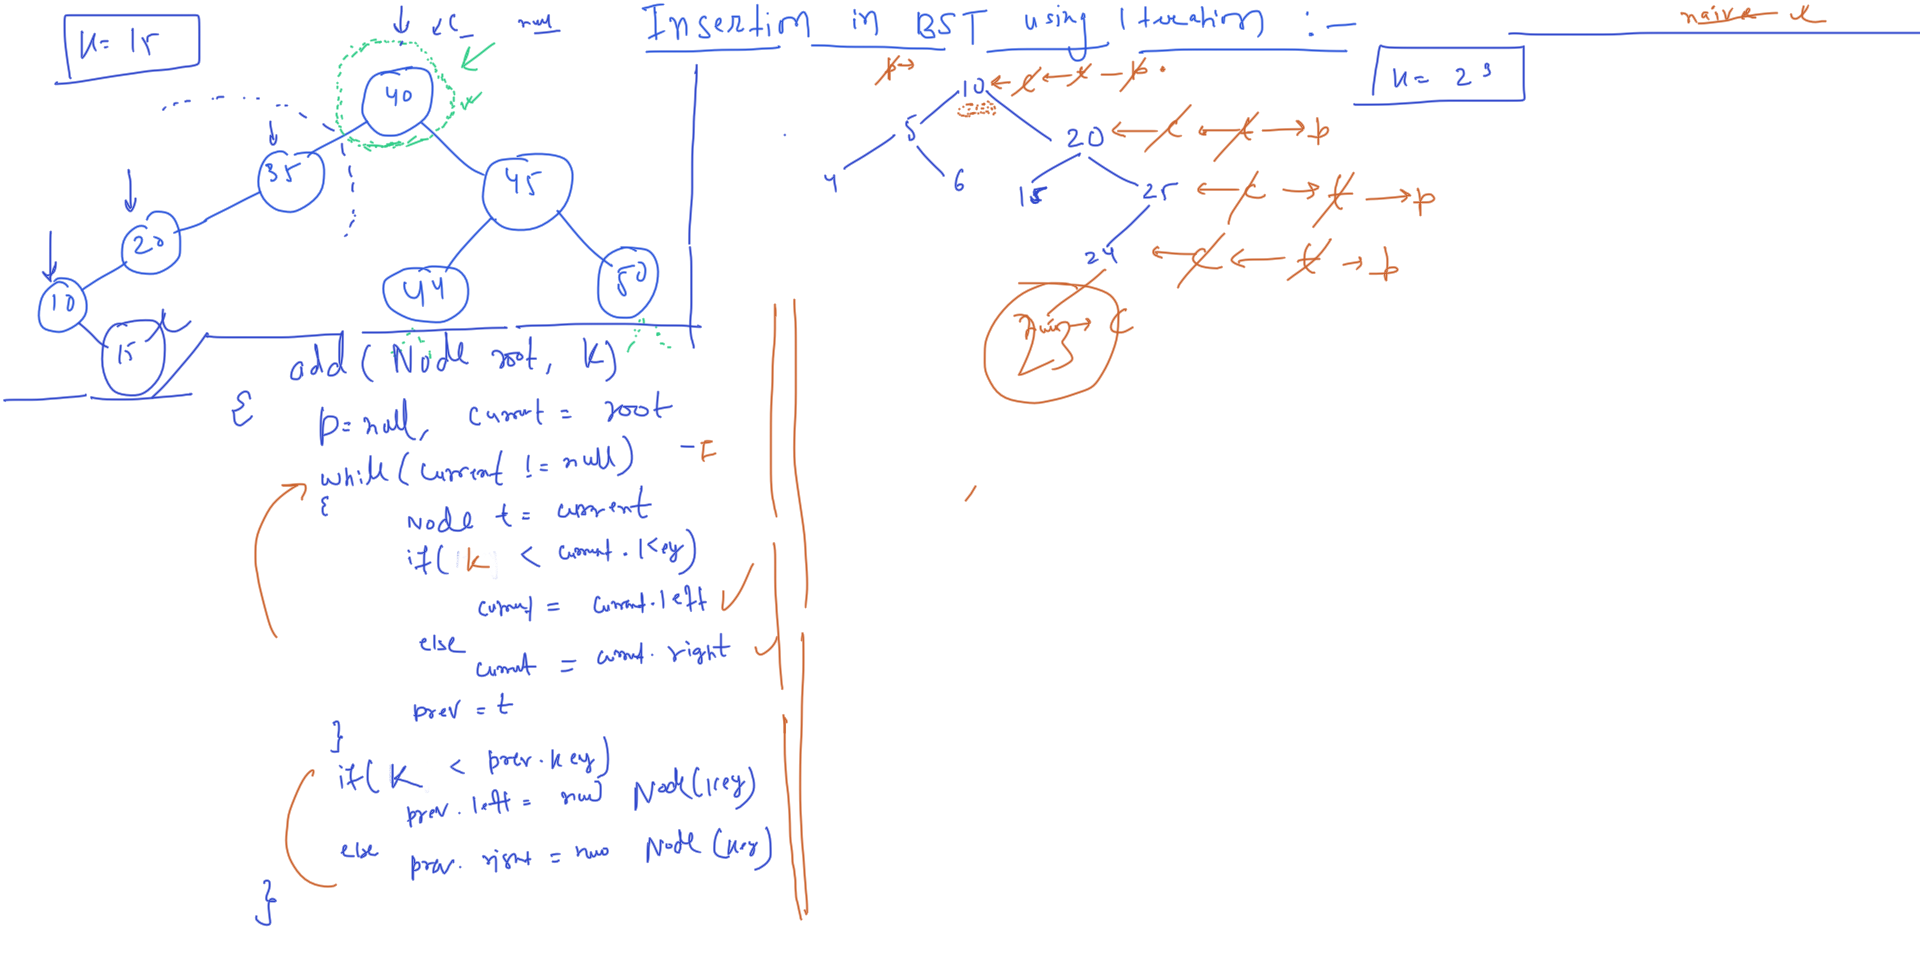 Insertion in BST using Iteration :-
naive
K = 15
c null
40
35
45
20
10
44
50
15
K = 23
p→
10 ← c ← t - p .
5
20 ← c ← t → p
4
6
15
25 ← c → t → p
24 ← c ← t → p
→ c
23
add ( Node root, K)
{
p = null, current = root
while ( current != null) - F
{
Node t = current
if( K < current . Key)
current = current.left
else
current = current. right
prev = t
}
if( K < prev.key)
prev. left = new Node(key)
else
prev. right = new Node (key)
}